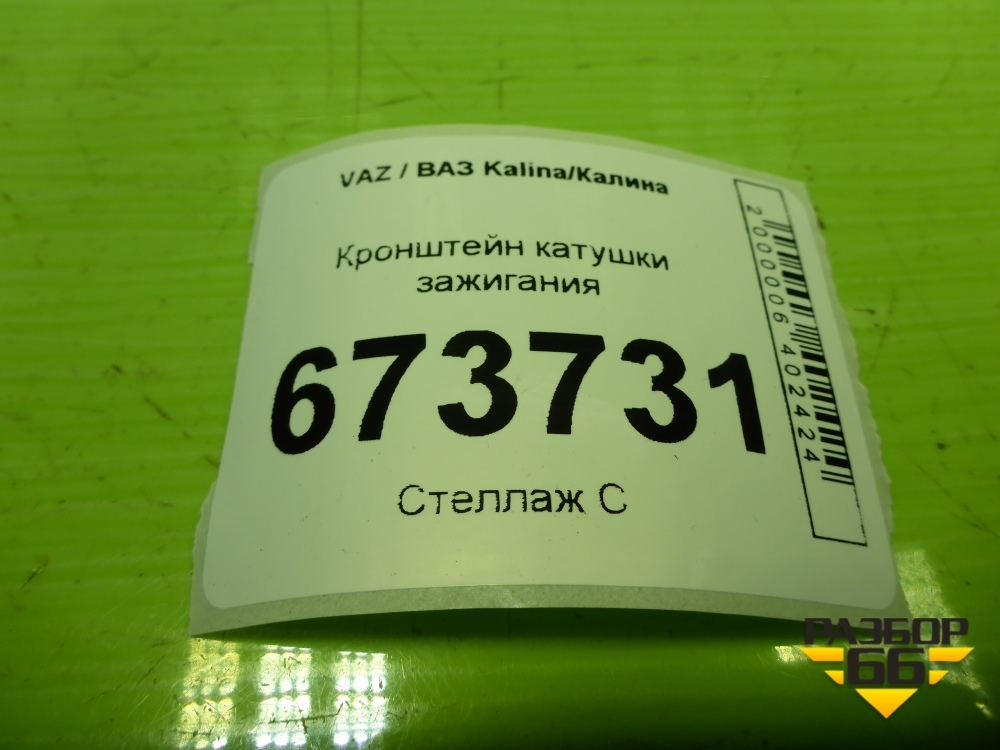 VAZ / ВАЗ Kalina/Калина
Кронштейн катушки
зажигания
673731
Стеллаж С
2000006402424
РАЗБОР
66